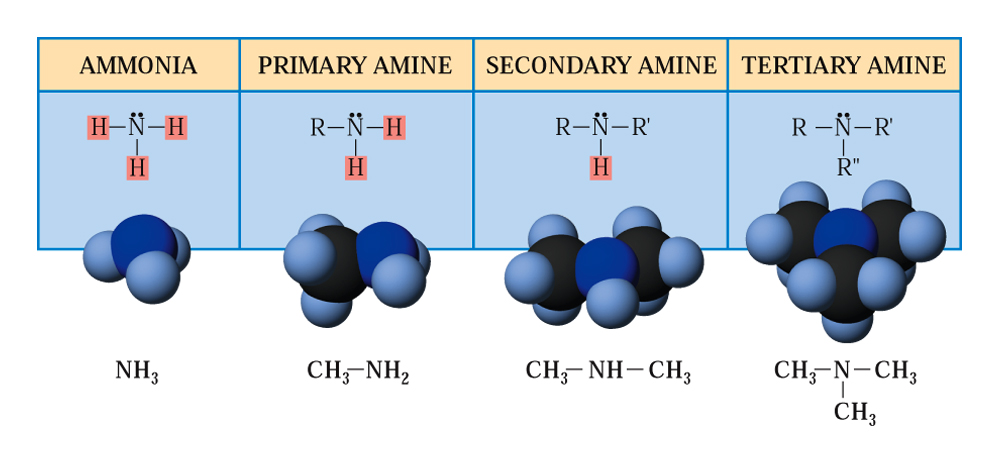 AMMONIA PRIMARY AMINE SECONDARY AMINE TERTIARY AMINE
H–N̈–H R–N̈–H R–N̈–R' R–N̈–R'
H H H R"
NH₃ CH₃–NH₂ CH₃–NH–CH₃ CH₃–N–CH₃
CH₃